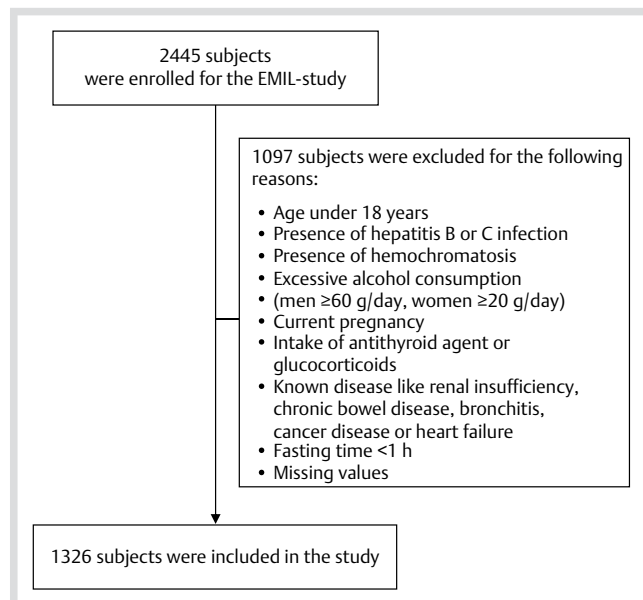 2445 subjects
were enrolled for the EMIL-study
1097 subjects were excluded for the following
reasons:
• Age under 18 years
• Presence of hepatitis B or C infection
• Presence of hemochromatosis
• Excessive alcohol consumption
• (men ≥60 g/day, women ≥20 g/day)
• Current pregnancy
• Intake of antithyroid agent or
glucocorticoids
• Known disease like renal insufficiency,
chronic bowel disease, bronchitis,
cancer disease or heart failure
• Fasting time <1 h
• Missing values
1326 subjects were included in the study